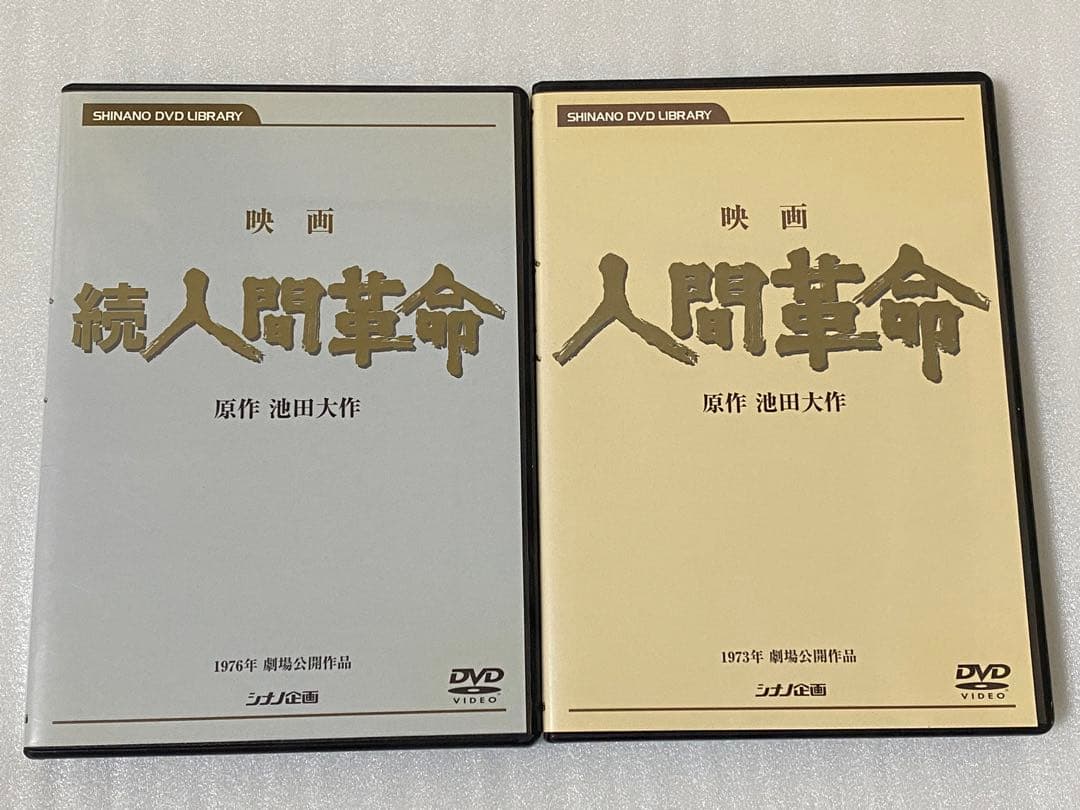 SHINANO DVD LIBRARY
映 画
続人間革命
原作 池田大作
1976年 劇場公開作品
シナノ企画
DVD
VIDEO
SHINANO DVD LIBRARY
映 画
人間革命
原作 池田大作
1973年 劇場公開作品
シナノ企画
DVD
VIDEO